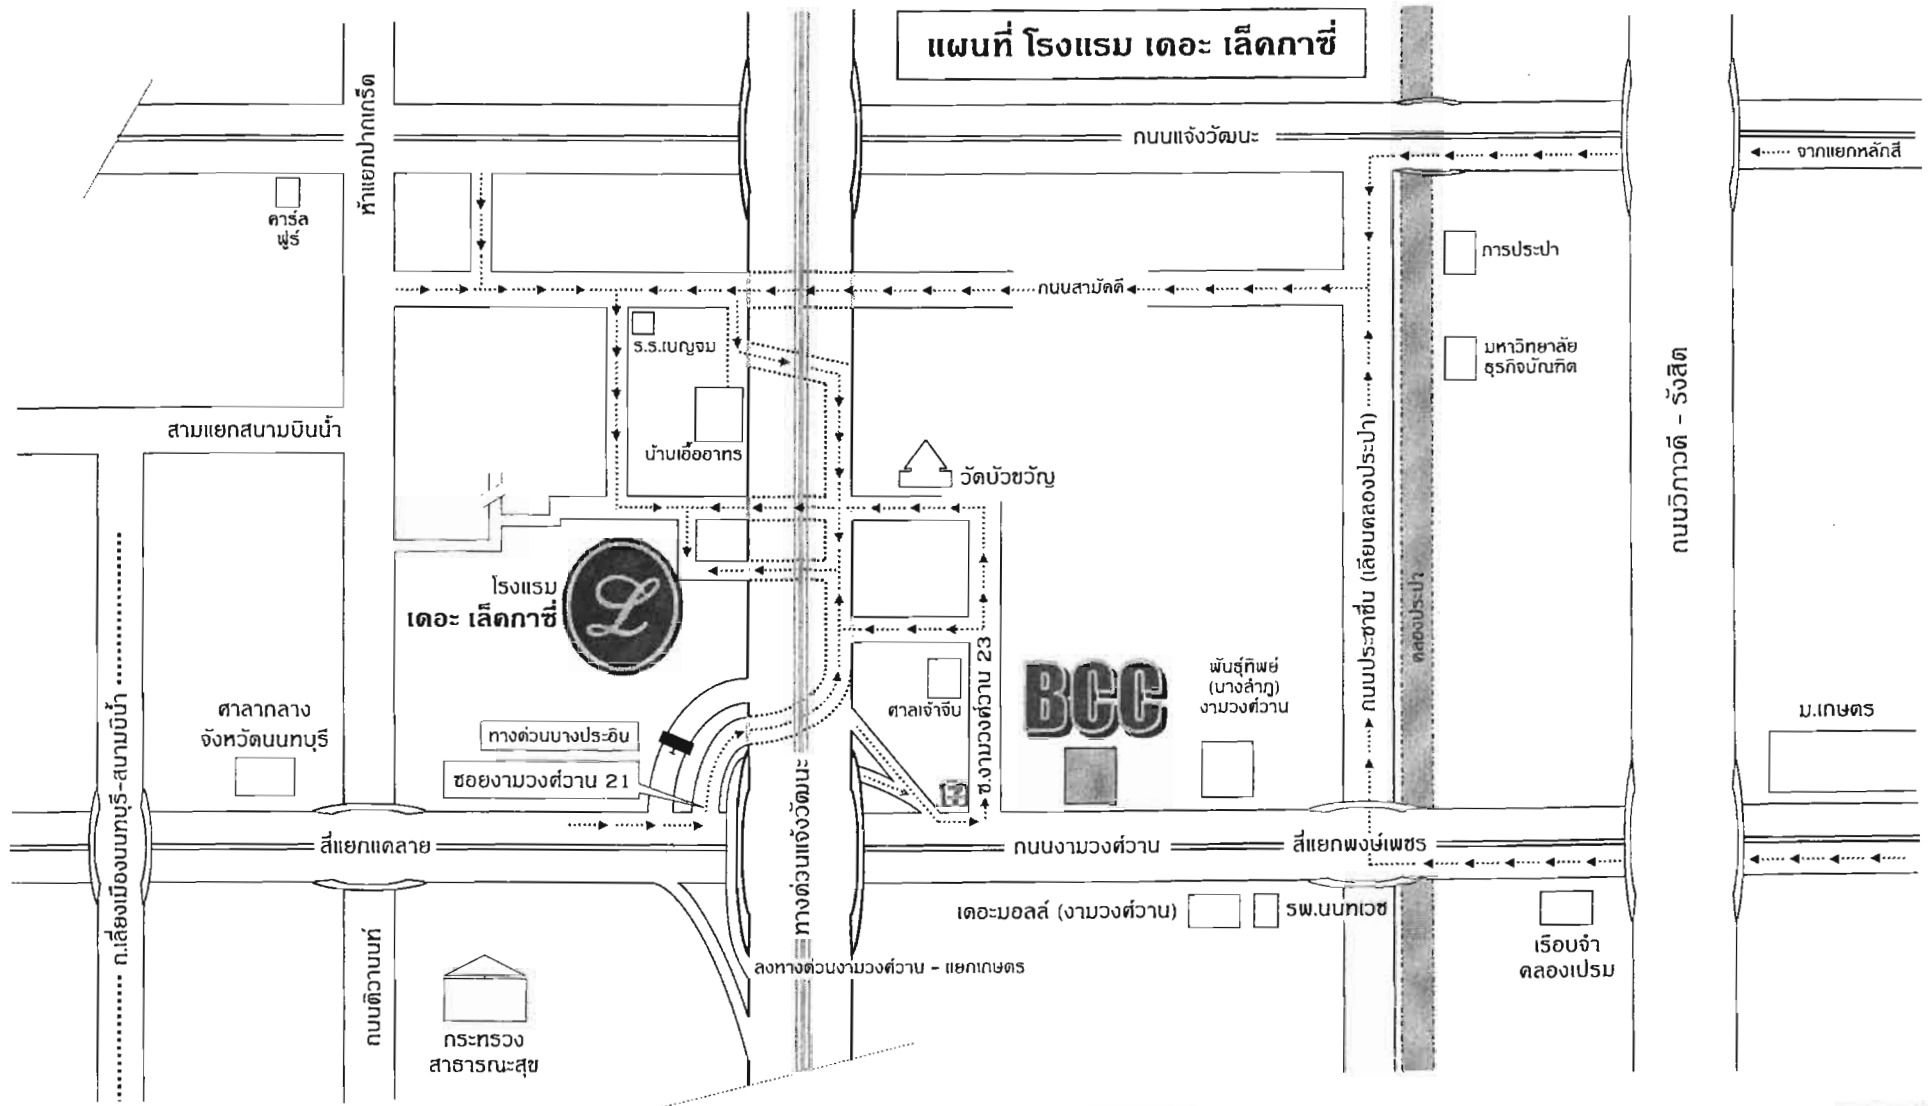 แผนที่ โรงแรม เดอะ เล็คกาซี่
ห้าแยกปากเกร็ด
ถนนแจ้งวัฒนะ
จากแยกหลักสี่
คาร์ล
ฟูร์
การประปา
ถนนสามัคคี
ร.ร.เบญจม
มหาวิทยาลัย
ธุรกิจบัณฑิต
ถนนวิภาวดี - รังสิต
สามแยกสนามบินน้ำ
บ้านเอื้ออาทร
วัดบัวขวัญ
ถนนประชาชื่น (เลียบคลองประปา)
คลองประปา
โรงแรม
เดอะ เล็คกาซี่
L
ซ.งามวงศ์วาน 23
BCC
พันธุ์ทิพย์
(บางลำภู)
งามวงศ์วาน
ศาลเจ้าจีน
ศาลากลาง
จังหวัดนนทบุรี
ถ.เลี่ยงเมืองนนทบุรี-สนามบินน้ำ
ม.เกษตร
ทางด่วนบางปะอิน
ซอยงามวงศ์วาน 21
ทางด่วนแจ้งวัฒนะ
สี่แยกแคลาย
ถนนงามวงศ์วาน
สี่แยกพงษ์เพชร
เดอะมอลล์ (งามวงศ์วาน)
รพ.นนทเวช
เรือนจำ
คลองเปรม
ถนนติวานนท์
ลงทางด่วนงามวงศ์วาน - แยกเกษตร
กระทรวง
สาธารณะสุข